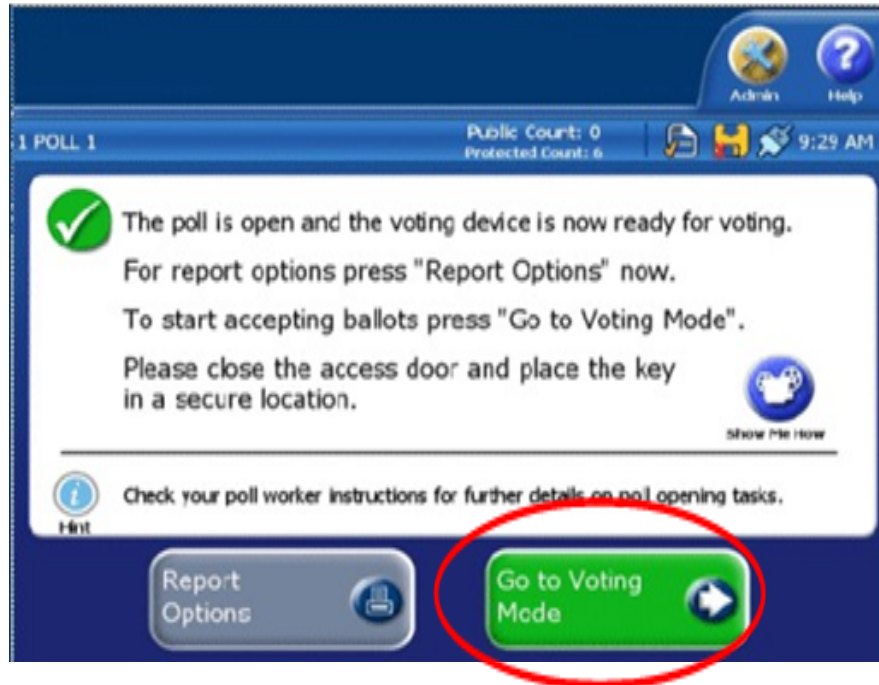 Admin
Help
1 POLL 1
Public Count: 0
Protected Count: 6
9:29 AM
The poll is open and the voting device is now ready for voting.
For report options press "Report Options" now.
To start accepting ballots press "Go to Voting Mode".
Please close the access door and place the key
in a secure location.
Show Me How
Hint
Check your poll worker instructions for further details on poll opening tasks.
Report
Options
Go to Voting
Mode